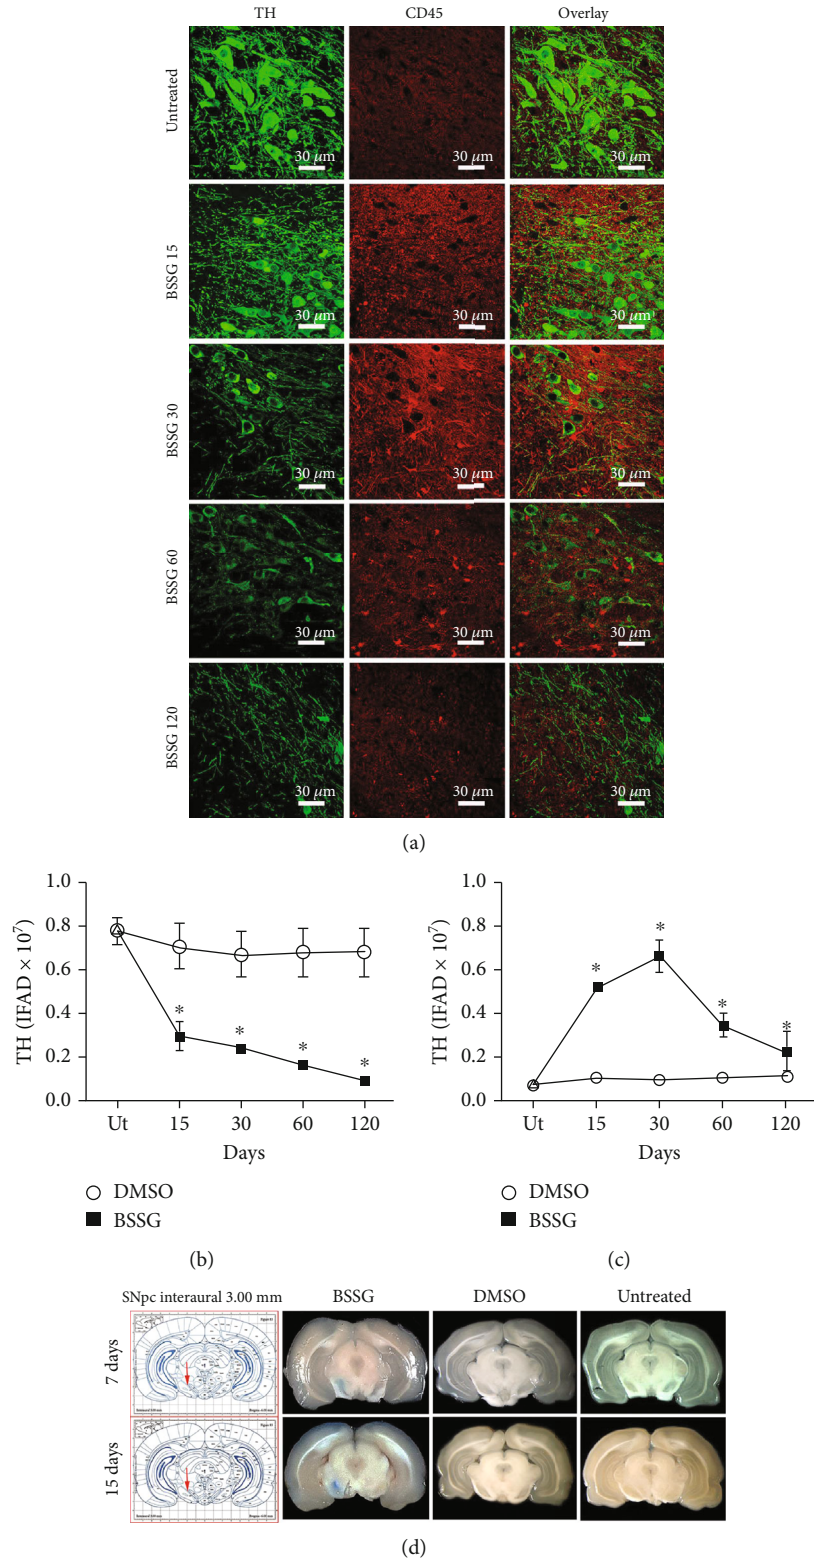 TH CD45 Overlay
Untreated
30 μm 30 μm 30 μm
BSSG 15
30 μm 30 μm 30 μm
BSSG 30
30 μm 30 μm 30 μm
BSSG 60
30 μm 30 μm 30 μm
BSSG 120
30 μm 30 μm 30 μm
(a)
TH (IFAD × 10⁷)
1.0
0.8
0.6
0.4
0.2
0.0
* * * *
Ut 15 30 60 120
Days
DMSO
BSSG
(b)
TH (IFAD × 10⁷)
1.0
0.8
0.6
0.4
0.2
0.0
* * * *
Ut 15 30 60 120
Days
DMSO
BSSG
(c)
SNpc interaural 3.00 mm BSSG DMSO Untreated
7 days
15 days
(d)